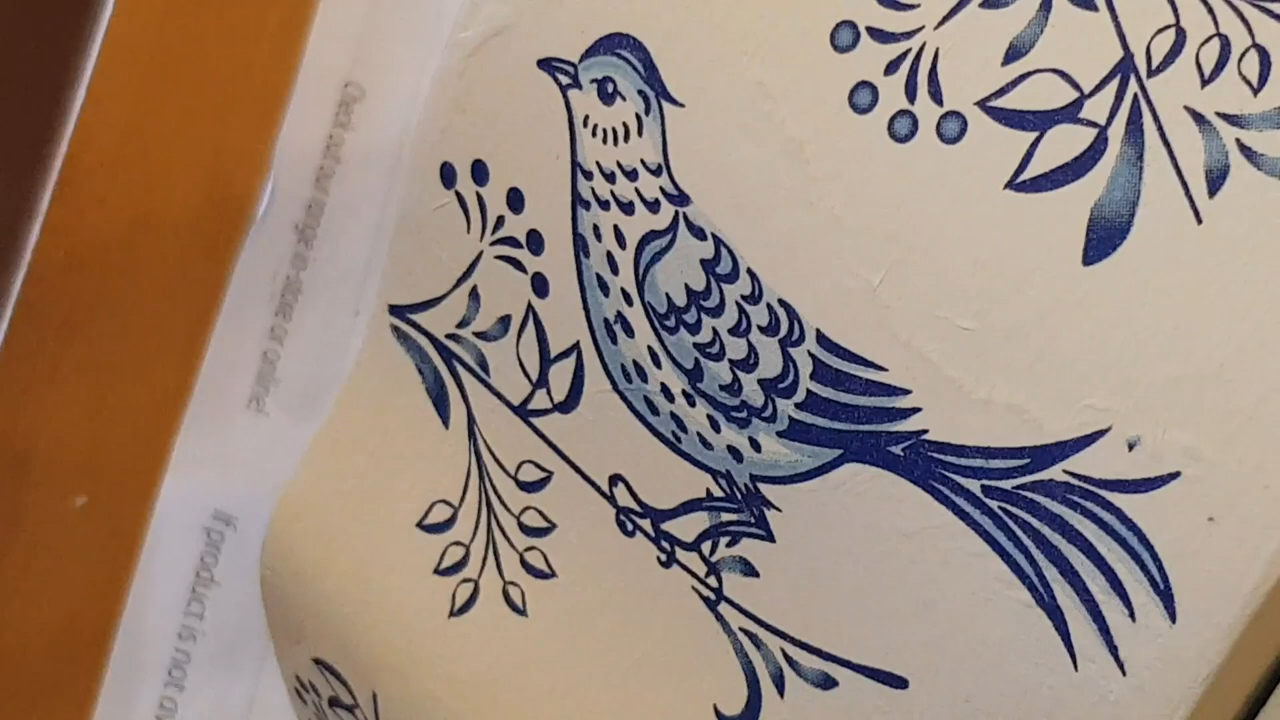 Check out our range in-store or online!
If product is not av